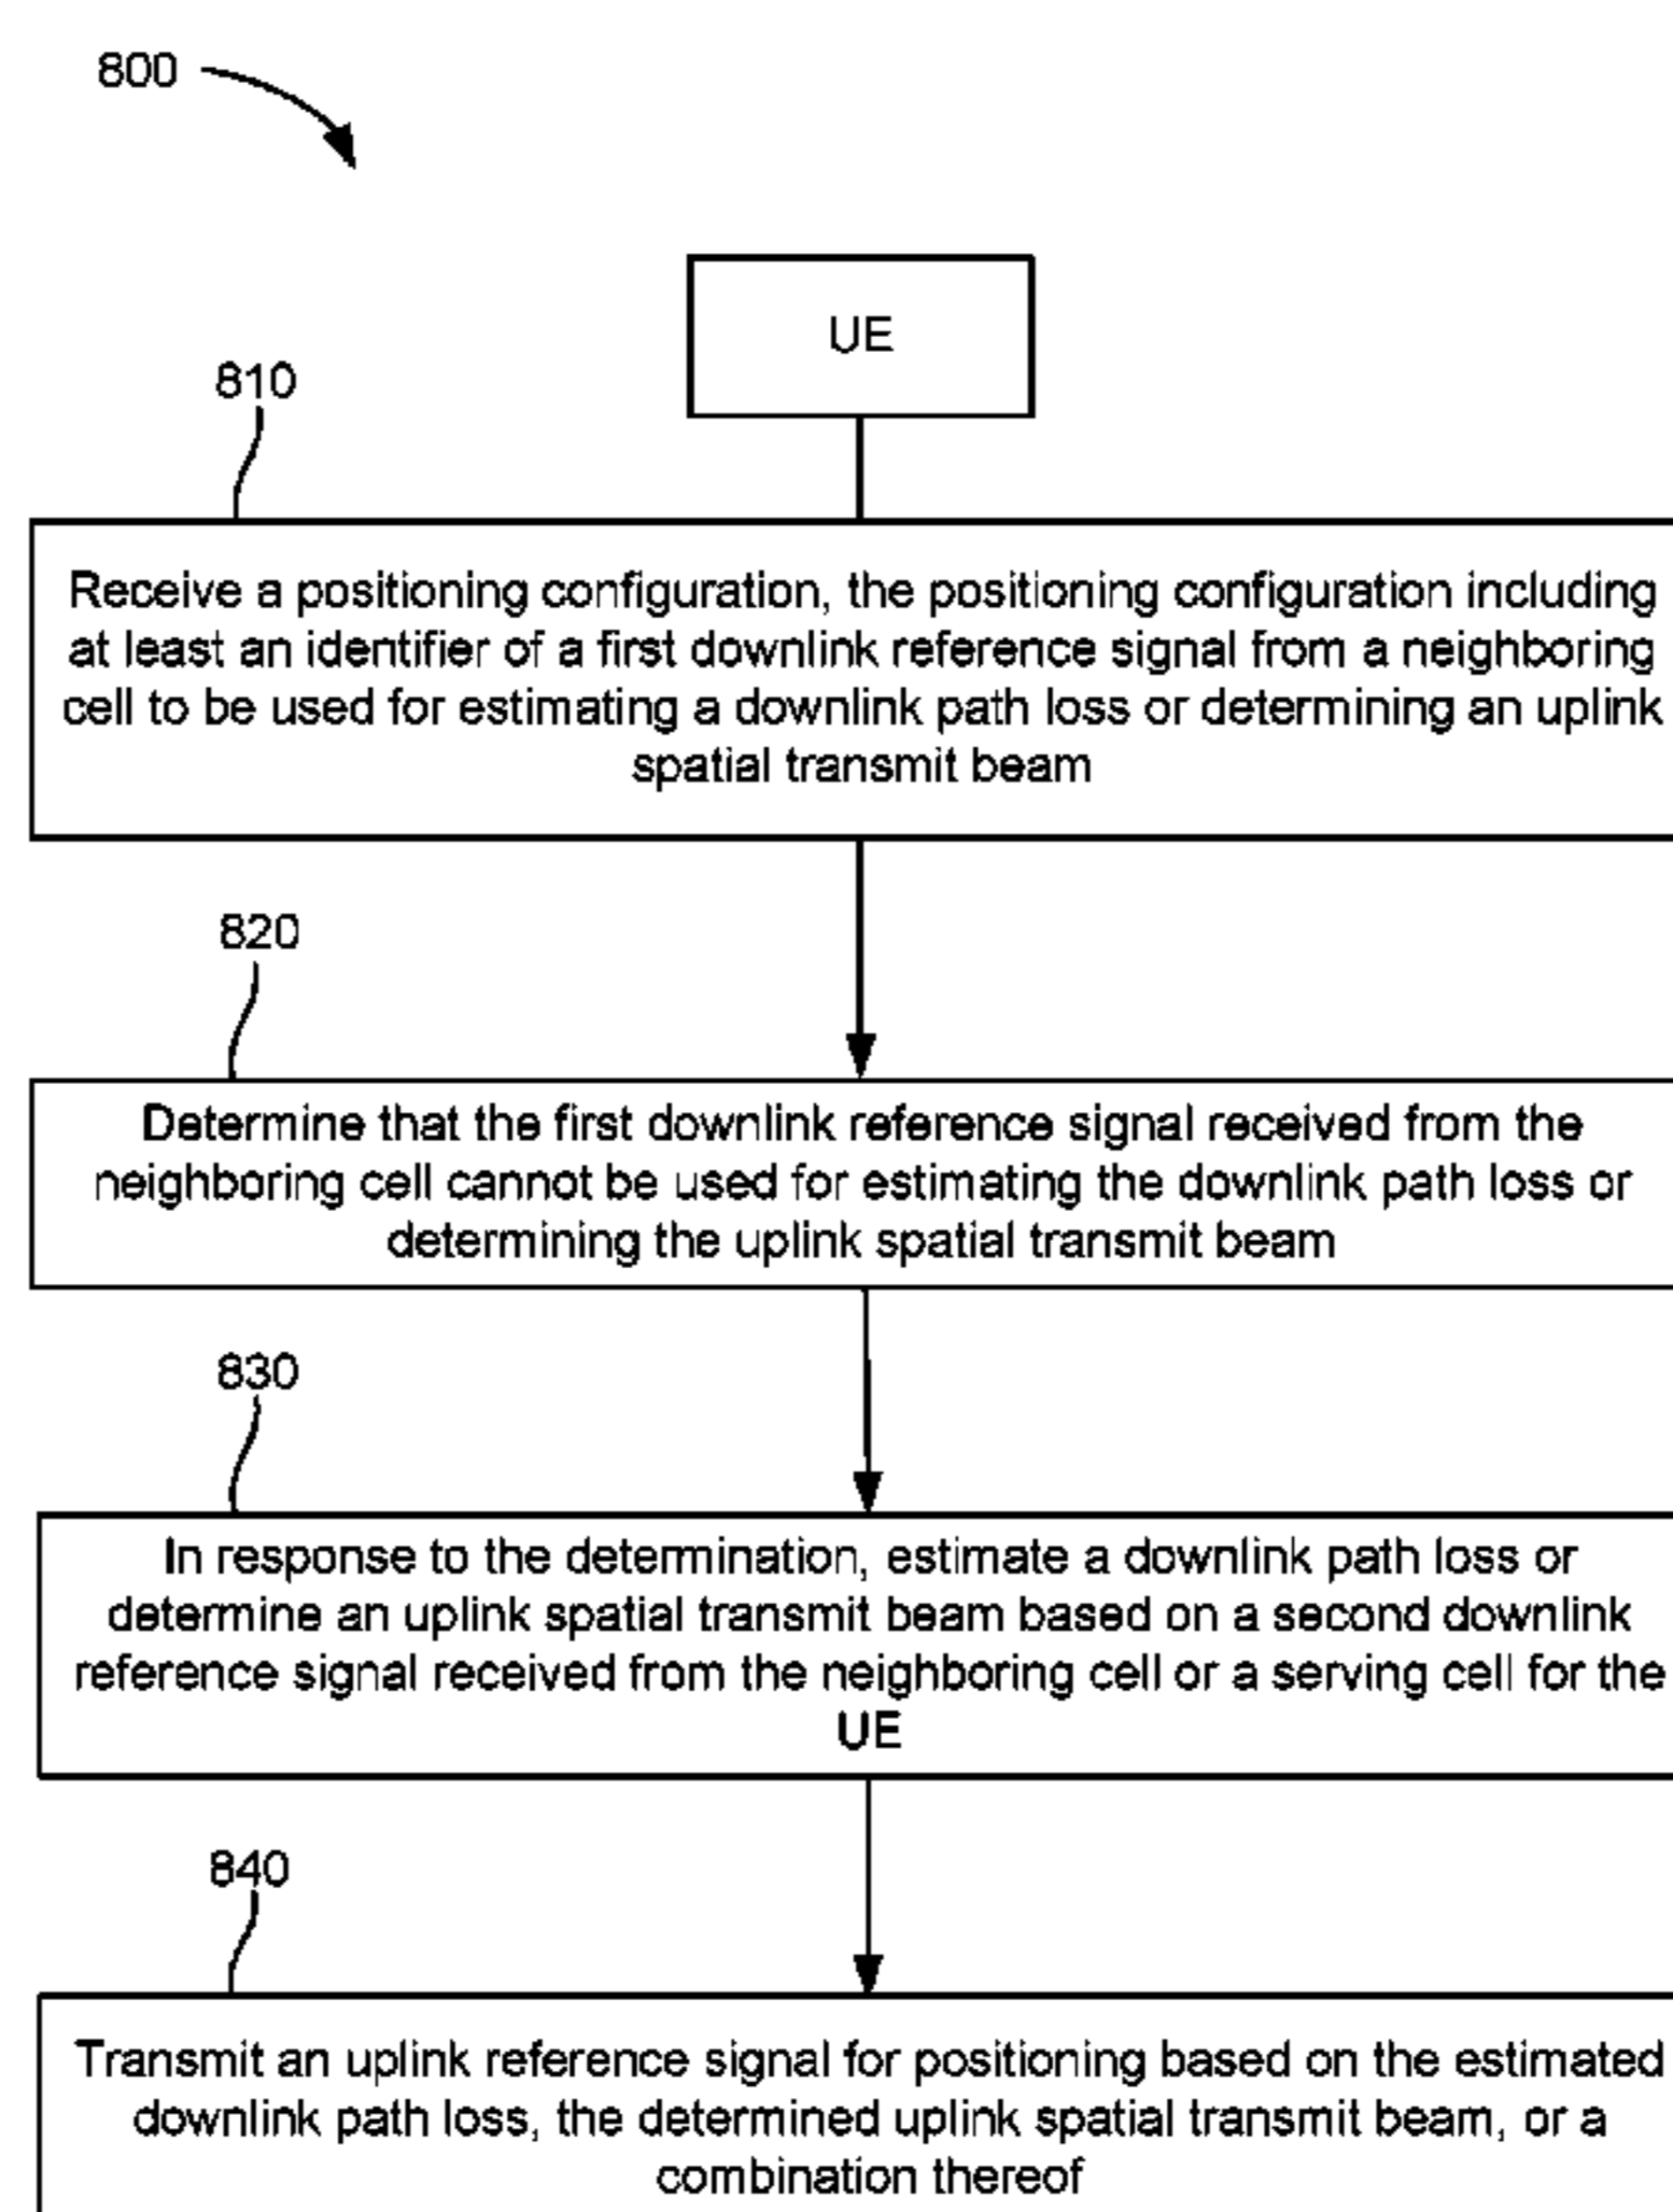 800
UE
810
Receive a positioning configuration, the positioning configuration including
at least an identifier of a first downlink reference signal from a neighboring
cell to be used for estimating a downlink path loss or determining an uplink
spatial transmit beam
820
Determine that the first downlink reference signal received from the
neighboring cell cannot be used for estimating the downlink path loss or
determining the uplink spatial transmit beam
830
In response to the determination, estimate a downlink path loss or
determine an uplink spatial transmit beam based on a second downlink
reference signal received from the neighboring cell or a serving cell for the
UE
840
Transmit an uplink reference signal for positioning based on the estimated
downlink path loss, the determined uplink spatial transmit beam, or a
combination thereof